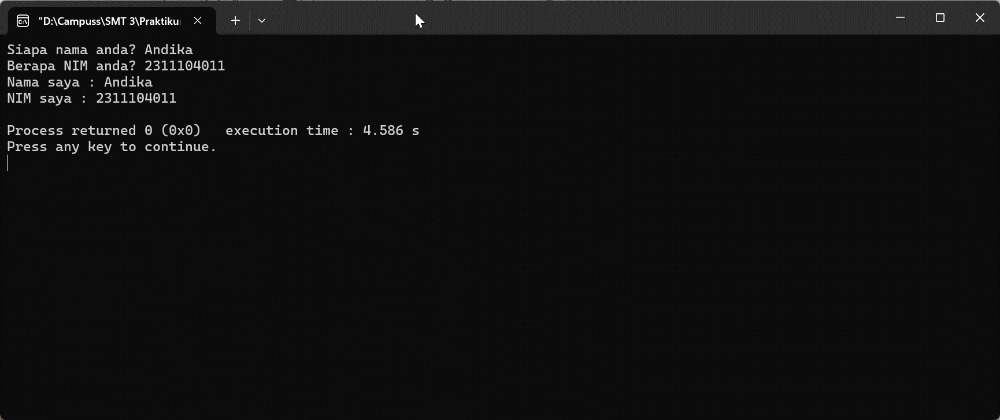 "D:\Campuss\SMT 3\Praktiku
Siapa nama anda? Andika
Berapa NIM anda? 2311104011
Nama saya : Andika
NIM saya : 2311104011
Process returned 0 (0x0)   execution time : 4.586 s
Press any key to continue.